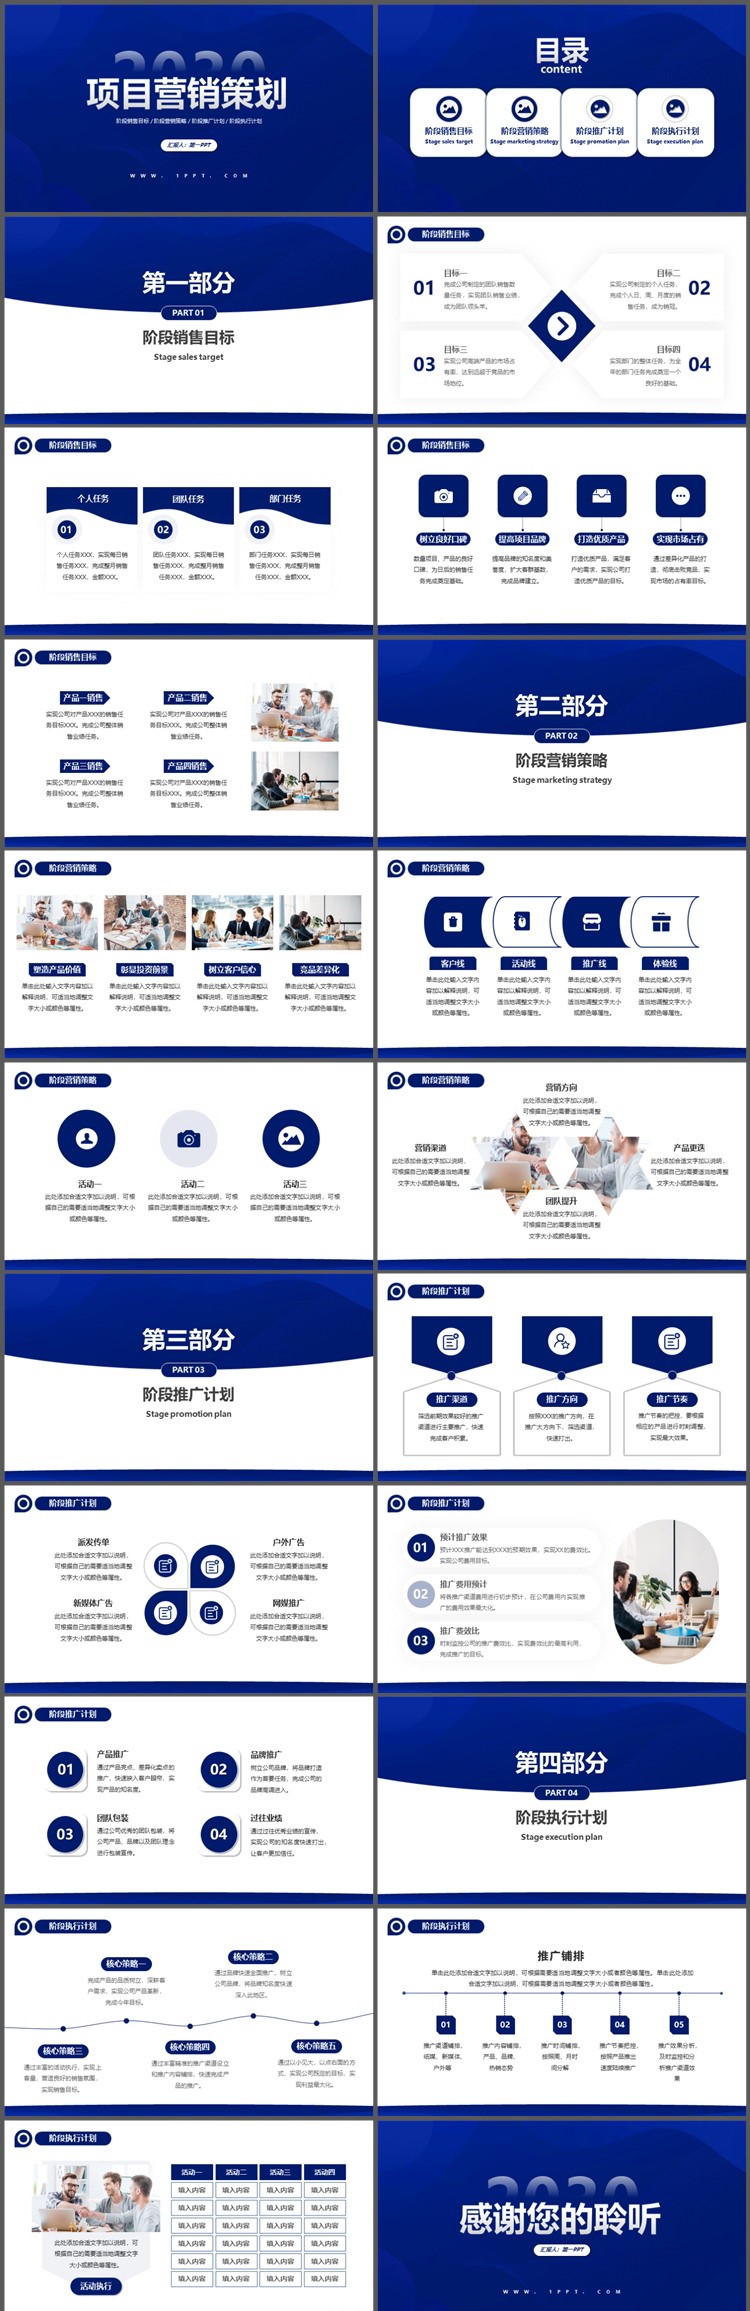 2030
项目营销策划
阶段销售目标 / 阶段营销策略 / 阶段推广计划 / 阶段执行计划
汇报人：第一PPT
WWW. 1PPT. COM
目录
content
阶段销售目标
Stage sales target
阶段营销策略
Stage marketing strategy
阶段推广计划
Stage promotion plan
阶段执行计划
Stage execution plan
第一部分
PART 01
阶段销售目标
Stage sales target
阶段销售目标
01
目标一
完成公司制定的团队销售数
量任务，实现团队销售业绩，
成为团队领头羊。
目标二
实现公司制定的个人任务，
完成个人日、周、月度的销
售任务，成为销冠。
02
03
目标三
实现公司高端产品的市场占
有率，达到远超于竞品的市
场地位。
目标四
实现部门的整体任务，为全
年的部门任务完成奠定一个
良好的基础。
04
阶段销售目标
个人任务
01
个人任务XXX，实现每日销
售任务XXX，完成整月销售
任务XXX，金额XXX。
团队任务
02
团队任务XXX，实现每日销
售任务XXX，完成整月销售
任务XXX，金额XXX。
部门任务
03
部门任务XXX，实现每日销
售任务XXX，完成整月销售
任务XXX，金额XXX。
阶段销售目标
树立良好口碑
数量项目、产品的良好
口碑，为日后的销售任
务完成奠定基础。
提高项目品牌
提高品牌的知名度和美
誉度，扩大客群基数，
完成品牌建立。
打造优质产品
打造优质产品，满足客
户的需求，实现公司打
造优质产品的目标。
实现市场占有
通过差异化产品的打
造，彻底击败竞品，实
现市场的占有率目标。
阶段销售目标
产品一销售
实现公司对产品XXX的销售任
务目标XXX。完成公司整体销
售业绩任务。
产品二销售
实现公司对产品XXX的销售任
务目标XXX。完成公司整体销
售业绩任务。
产品三销售
实现公司对产品XXX的销售任
务目标XXX。完成公司整体销
售业绩任务。
产品四销售
实现公司对产品XXX的销售任
务目标XXX。完成公司整体销
售业绩任务。
第二部分
PART 02
阶段营销策略
Stage marketing strategy
阶段营销策略
塑造产品价值
单击此处输入文字内容加以
解释说明，可适当地调整文
字大小或颜色等属性。
彰显投资前景
单击此处输入文字内容加以
解释说明，可适当地调整文
字大小或颜色等属性。
树立客户信心
单击此处输入文字内容加以
解释说明，可适当地调整文
字大小或颜色等属性。
竞品差异化
单击此处输入文字内容加以
解释说明，可适当地调整文
字大小或颜色等属性。
阶段营销策略
客户线
单击此处输入文字内
容加以解释说明，可
适当地调整文字大小
或颜色等属性。
活动线
单击此处输入文字内
容加以解释说明，可
适当地调整文字大小
或颜色等属性。
推广线
单击此处输入文字内
容加以解释说明，可
适当地调整文字大小
或颜色等属性。
体验线
单击此处输入文字内
容加以解释说明，可
适当地调整文字大小
或颜色等属性。
阶段营销策略
活动一
此处添加合适文字加以说明，可根
据自己的需要适当地调整文字大小
或颜色等属性。
活动二
此处添加合适文字加以说明，可根
据自己的需要适当地调整文字大小
或颜色等属性。
活动三
此处添加合适文字加以说明，可根
据自己的需要适当地调整文字大小
或颜色等属性。
阶段营销策略
营销方向
此处添加合适文字加以说明，
可根据自己的需要适当地调整
文字大小或颜色等属性。
营销渠道
此处添加合适文字加以说明，
可根据自己的需要适当地调整
文字大小或颜色等属性。
产品更迭
此处添加合适文字加以说明，
可根据自己的需要适当地调整
文字大小或颜色等属性。
团队提升
此处添加合适文字加以说明，
可根据自己的需要适当地调整
文字大小或颜色等属性。
第三部分
PART 03
阶段推广计划
Stage promotion plan
阶段推广计划
推广渠道
筛选前期效果较好的推广
渠道进行主要推广，快速
完成客户积累。
推广方向
按照XXX的推广方向，在
推广大方向下，筛选渠道，
快速打出。
推广节奏
推广节奏的把控，要根据
相应的产品进行时刻调整，
实现最大效果。
阶段推广计划
派发传单
此处添加合适文字加以说明，
可根据自己的需要适当地调整
文字大小或颜色等属性。
户外广告
此处添加合适文字加以说明，
可根据自己的需要适当地调整
文字大小或颜色等属性。
新媒体广告
此处添加合适文字加以说明，
可根据自己的需要适当地调整
文字大小或颜色等属性。
网媒推广
此处添加合适文字加以说明，
可根据自己的需要适当地调整
文字大小或颜色等属性。
阶段推广计划
01
预计推广效果
预计XXX推广能达到XXX的预期效果，实现XX的费效比。
实现公司费用目标。
02
推广费用预计
将各推广渠道费用进行初步预计，在公司费用内实现推
广的费用效果最大化。
03
推广费效比
时刻监控公司的推广费效比，实现费效比的最高利用，
完成推广的目标。
阶段推广计划
01
产品推广
通过产品亮点、差异化卖点的
推广，快速映入客户眼帘，实
现产品的知名度。
02
品牌推广
树立公司品牌，将品牌打造
作为首要任务，完成公司的
品牌高调进入。
03
团队包装
通过公司优秀的团队包装，将
公司产品、品牌以及团队理念
进行包装宣传。
04
过往业绩
通过过往优秀业绩的宣传，
实现公司的知名度快速打出，
让客户更加信任。
第四部分
PART 04
阶段执行计划
Stage execution plan
阶段执行计划
核心策略一
完成产品的品质树立，深耕客
户需求，实现公司产品革新，
完成今年目标。
核心策略二
通过品牌快速全面推广，树立
公司品牌，将品牌知名度快速
深入此地区。
核心策略三
通过丰富的活动执行，实现上
客量，营造良好的销售氛围，
实现销售目标。
核心策略四
通过丰富精准的推广渠道设立
和推广内容铺排，快速完成产
品的推广。
核心策略五
通过以小见大，以点到面的方
式，实现公司既定的目标，实
现利益最大化。
阶段执行计划
推广铺排
单击此处添加文字加以说明，可根据需要适当地调整文字大小或者颜色等属性。单击此处添加
合适文字加以说明，可根据需要适当地调整文字大小或者颜色等属性。
01
推广渠道铺排，
纸媒、新媒体、
户外等
02
推广内容铺排，
产品、品牌、
热销态势
03
推广时间铺排，
按照周、月时
间分解
04
推广节奏把控，
按照产品推出
速度陆续推广
05
推广效果分析，
及时监控和分
析推广渠道效
果
阶段执行计划
此处添加合适文字加以说明，可
根据自己的需要适当地调整文字
大小或颜色等属性。
活动执行
活动一 活动二 活动三 活动四
填入内容 填入内容 填入内容 填入内容
填入内容 填入内容 填入内容 填入内容
填入内容 填入内容 填入内容 填入内容
填入内容 填入内容 填入内容 填入内容
填入内容 填入内容 填入内容 填入内容
填入内容 填入内容 填入内容 填入内容
2030
感谢您的聆听
汇报人：第一PPT
WWW. 1PPT. COM